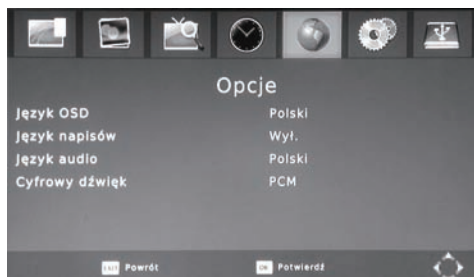 Opcje
Język OSD Polski
Język napisów Wył.
Język audio Polski
Cyfrowy dźwięk PCM
EXIT Powrót OK Potwierdź